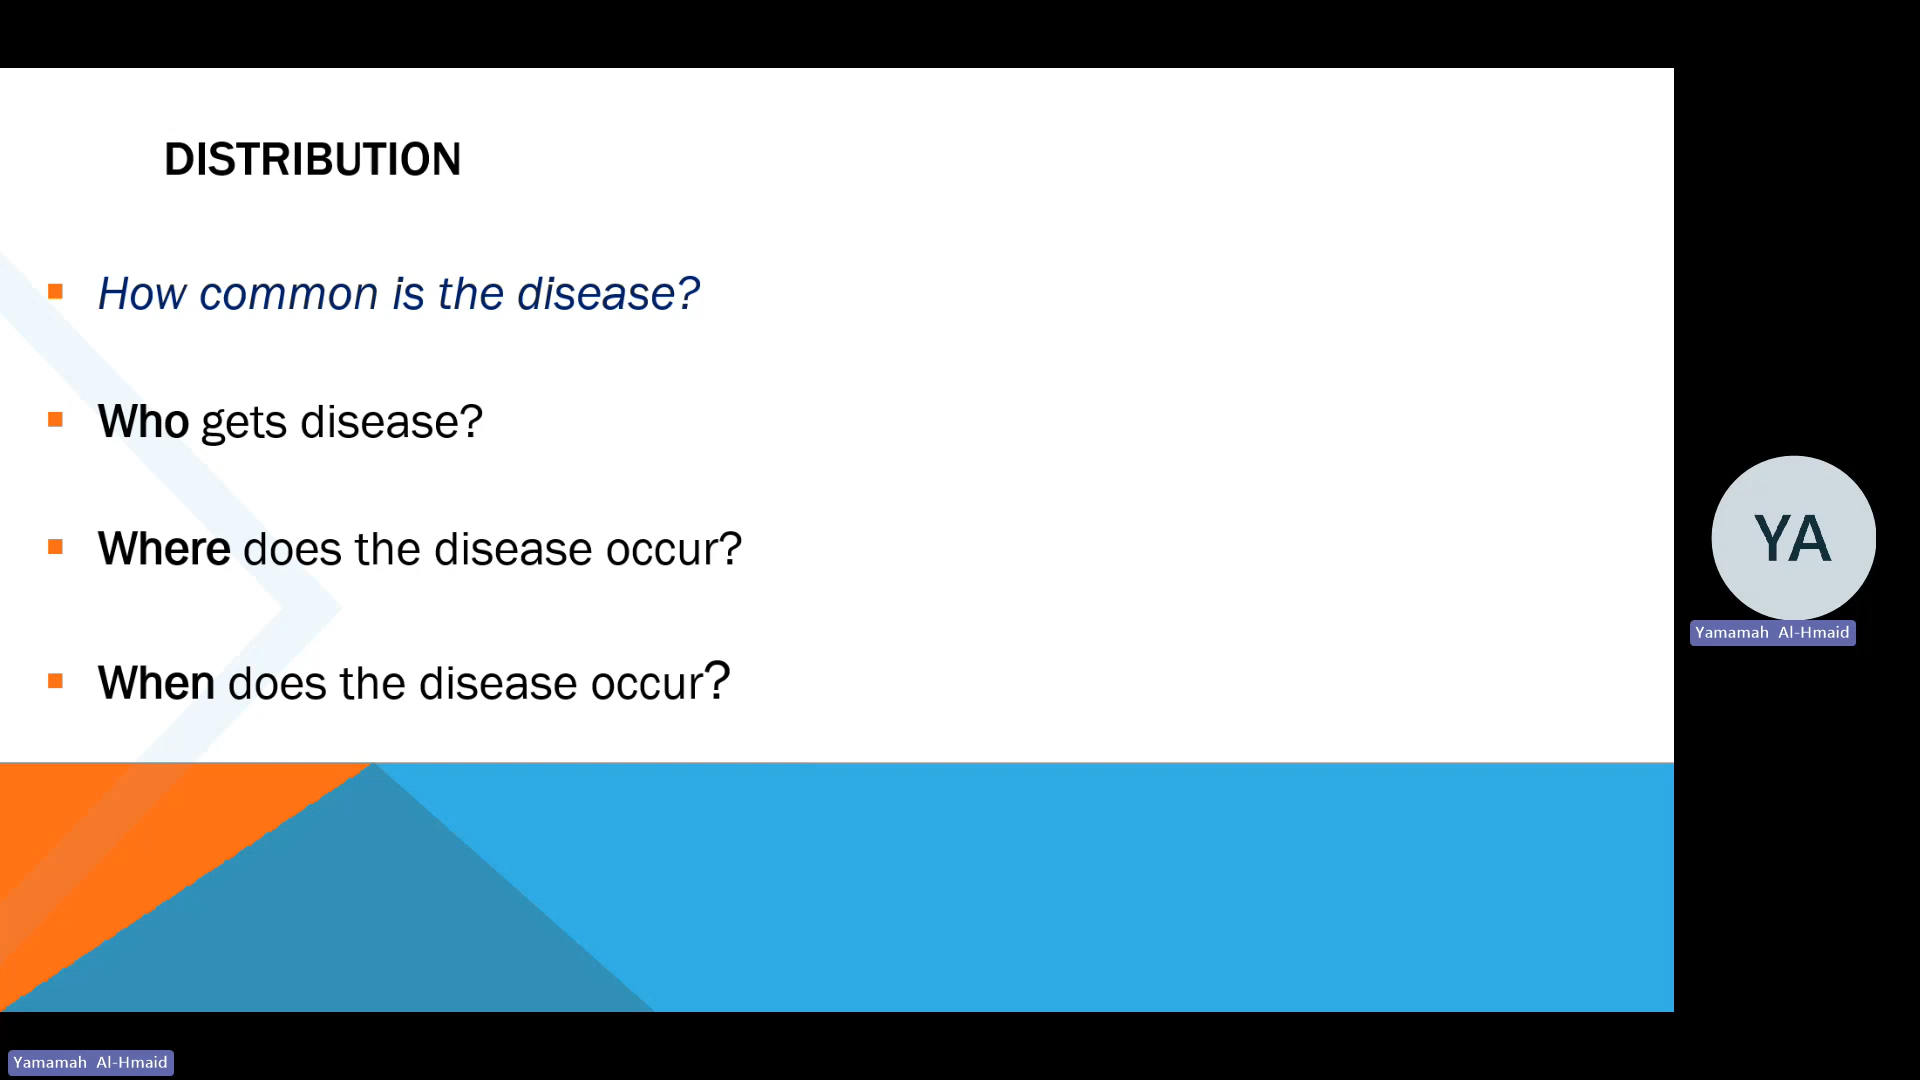 DISTRIBUTION
How common is the disease?
Who gets disease?
Where does the disease occur?
When does the disease occur?
YA
Yamamah Al-Hmaid
Yamamah Al-Hmaid